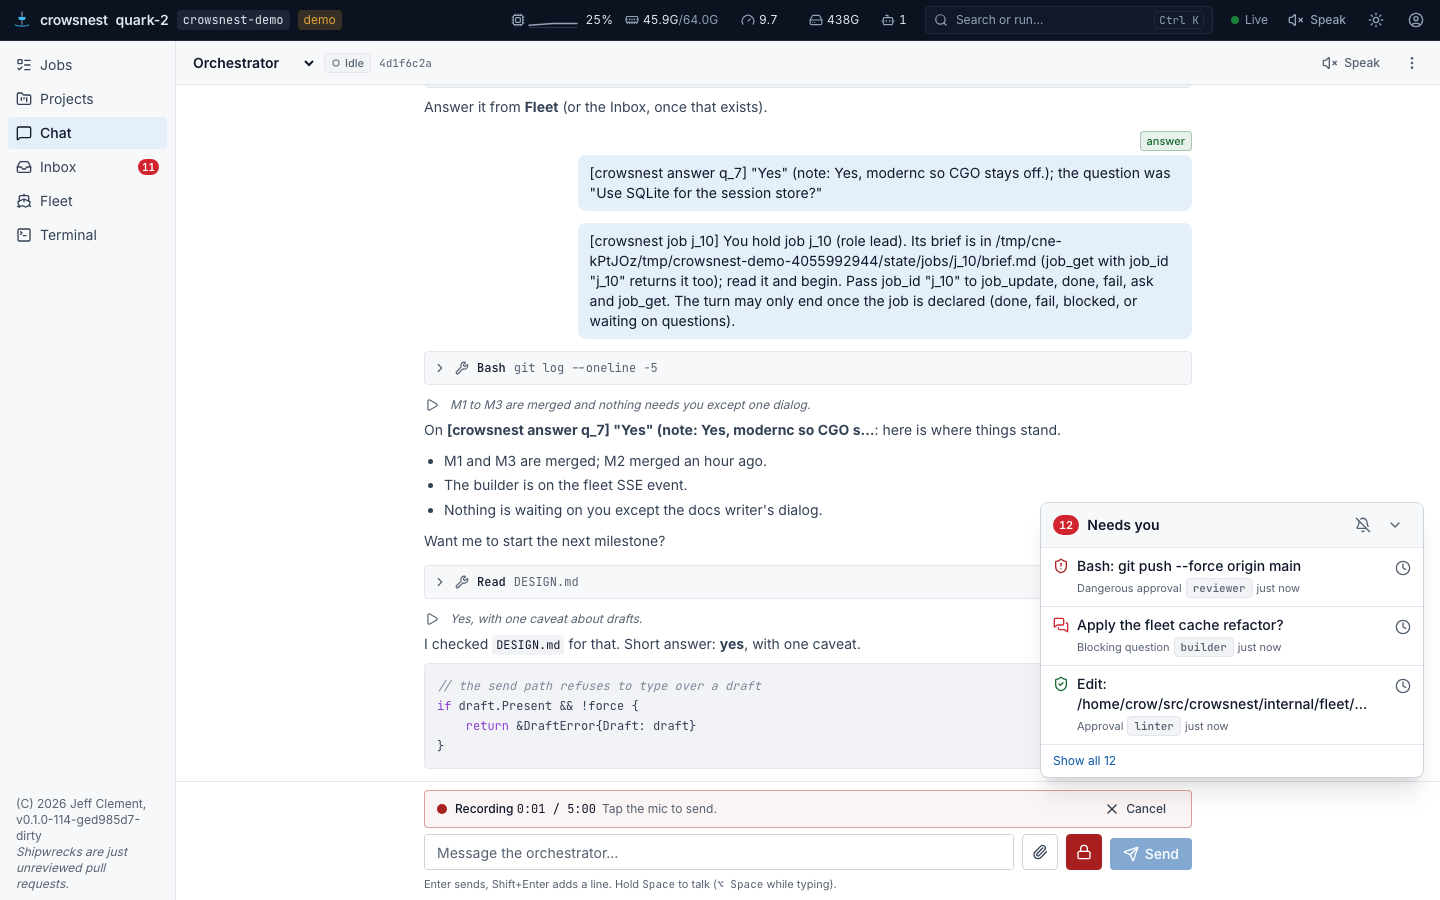 crowsnest quark-2 crowsnest-demo demo 25% 45.9G/64.0G 9.7 438G 1 Search or run... Ctrl K Live Speak
Jobs
Projects
Chat
Inbox 11
Fleet
Terminal
(C) 2026 Jeff Clement,
v0.1.0-114-ged985d7-
dirty
Shipwrecks are just
unreviewed pull
requests.
Orchestrator Idle 4d1f6c2a Speak
Answer it from Fleet (or the Inbox, once that exists).
answer
[crowsnest answer q_7] "Yes" (note: Yes, modernc so CGO stays off.); the question was
"Use SQLite for the session store?"
[crowsnest job j_10] You hold job j_10 (role lead). Its brief is in /tmp/cne-
kPtJOz/tmp/crowsnest-demo-4055992944/state/jobs/j_10/brief.md (job_get with job_id
"j_10" returns it too); read it and begin. Pass job_id "j_10" to job_update, done, fail, ask
and job_get. The turn may only end once the job is declared (done, fail, blocked, or
waiting on questions).
Bash git log --oneline -5
M1 to M3 are merged and nothing needs you except one dialog.
On [crowsnest answer q_7] "Yes" (note: Yes, modernc so CGO s...: here is where things stand.
• M1 and M3 are merged; M2 merged an hour ago.
• The builder is on the fleet SSE event.
• Nothing is waiting on you except the docs writer's dialog.
Want me to start the next milestone?
Read DESIGN.md
Yes, with one caveat about drafts.
I checked DESIGN.md for that. Short answer: yes, with one caveat.
// the send path refuses to type over a draft
if draft.Present && !force {
    return &DraftError{Draft: draft}
}
12 Needs you
Bash: git push --force origin main
Dangerous approval reviewer just now
Apply the fleet cache refactor?
Blocking question builder just now
Edit:
/home/crow/src/crowsnest/internal/fleet/...
Approval linter just now
Show all 12
Recording 0:01 / 5:00 Tap the mic to send. Cancel
Message the orchestrator... Send
Enter sends, Shift+Enter adds a line. Hold Space to talk (⌥ Space while typing).